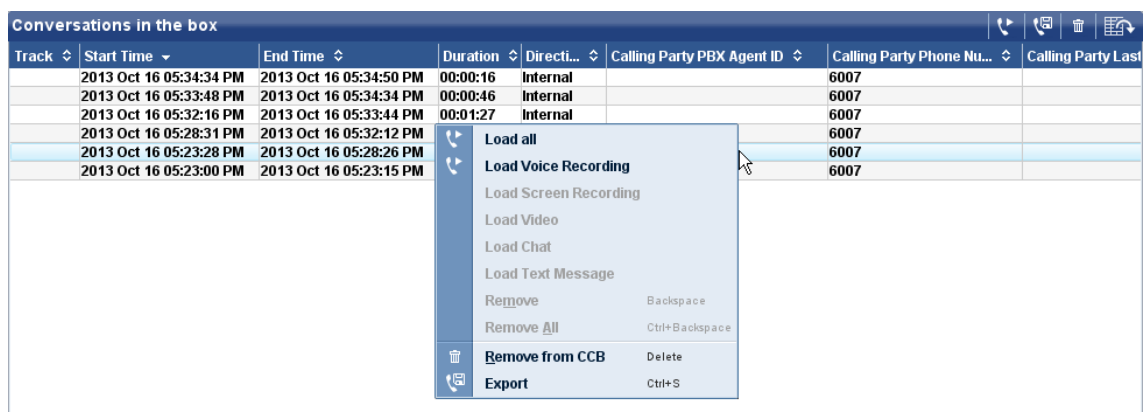 Conversations in the box
Track Start Time End Time Duration Directi... Calling Party PBX Agent ID Calling Party Phone Nu... Calling Party Last
2013 Oct 16 05:34:34 PM 2013 Oct 16 05:34:50 PM 00:00:16 Internal 6007
2013 Oct 16 05:33:48 PM 2013 Oct 16 05:34:34 PM 00:00:46 Internal 6007
2013 Oct 16 05:32:16 PM 2013 Oct 16 05:33:44 PM 00:01:27 Internal 6007
2013 Oct 16 05:28:31 PM 2013 Oct 16 05:32:12 PM 6007
2013 Oct 16 05:23:28 PM 2013 Oct 16 05:28:26 PM 6007
2013 Oct 16 05:23:00 PM 2013 Oct 16 05:23:15 PM 6007
Load all
Load Voice Recording
Load Screen Recording
Load Video
Load Chat
Load Text Message
Remove Backspace
Remove All Ctrl+Backspace
Remove from CCB Delete
Export Ctrl+S